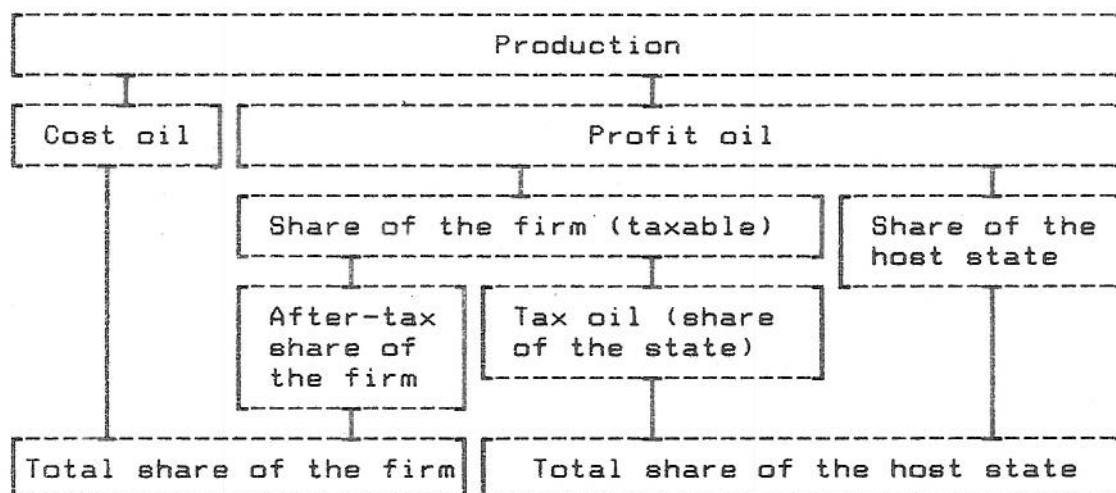 Production
Cost oil
Profit oil
Share of the firm (taxable)
Share of the
host state
After-tax
share of
the firm
Tax oil (share
of the state)
Total share of the firm
Total share of the host state